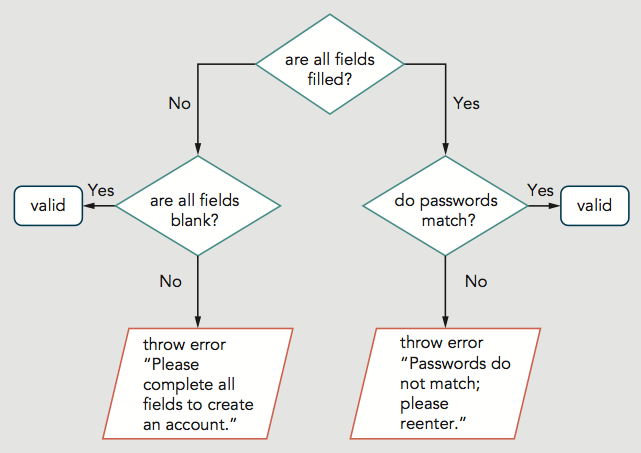 are all fields
filled?
No
Yes
valid
Yes
are all fields
blank?
do passwords
match?
Yes
valid
No
No
throw error
“Please
complete all
fields to create
an account.”
throw error
“Passwords do
not match;
please
reenter.”